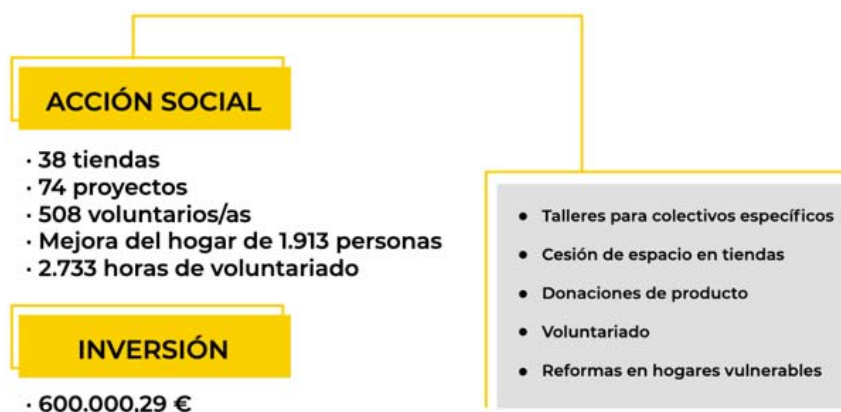 ACCIÓN SOCIAL
· 38 tiendas
· 74 proyectos
· 508 voluntarios/as
· Mejora del hogar de 1.913 personas
· 2.733 horas de voluntariado
INVERSIÓN
· 600.000,29 €
● Talleres para colectivos específicos
● Cesión de espacio en tiendas
● Donaciones de producto
● Voluntariado
● Reformas en hogares vulnerables